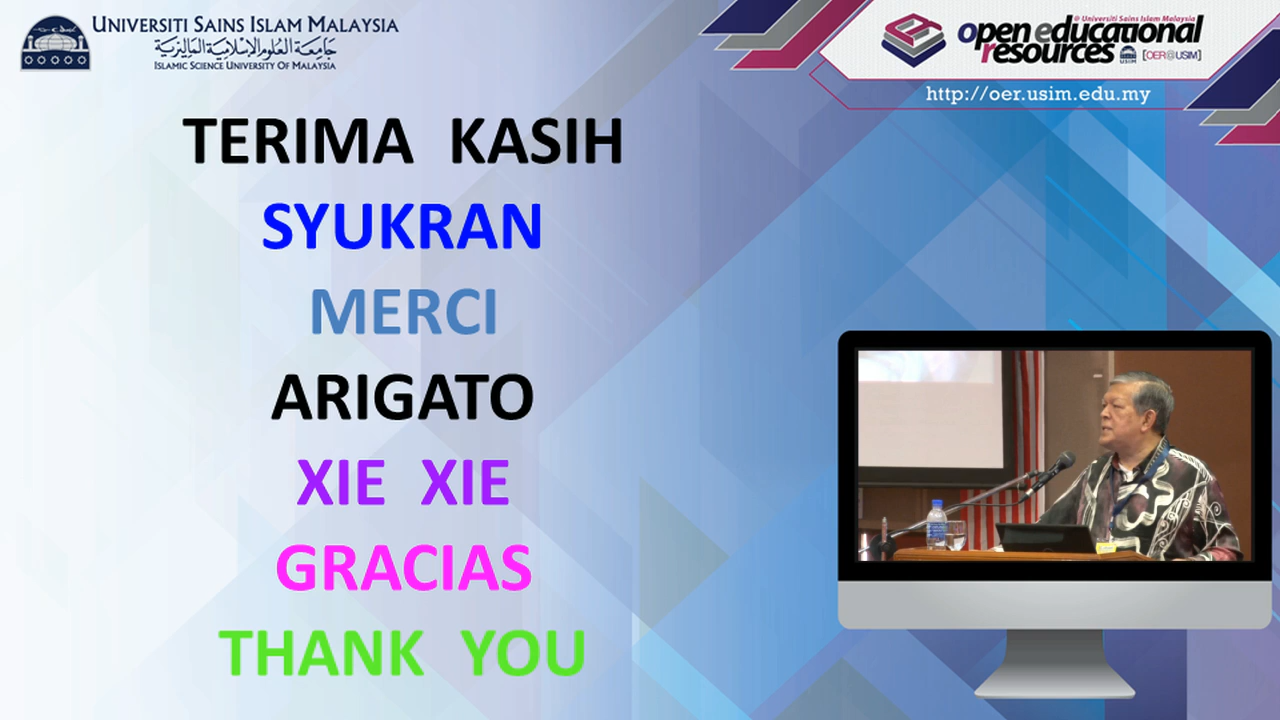 UNIVERSITI SAINS ISLAM MALAYSIA
جامعة العلوم الإسلامية الماليزية
ISLAMIC SCIENCE UNIVERSITY OF MALAYSIA
@ Universiti Sains Islam Malaysia
open educational
resources
USIM
[OER@USIM]
http://oer.usim.edu.my
TERIMA KASIH
SYUKRAN
MERCI
ARIGATO
XIE XIE
GRACIAS
THANK YOU